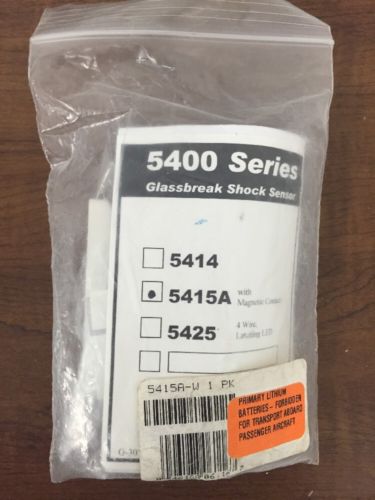 5400 Series
Glassbreak Shock Sensor
5414
5415A with Magnetic Contact
5425 4 Wire, Latching LED
5415A-W 1 PK
PRIMARY LITHIUM
BATTERIES - FORBIDDEN
FOR TRANSPORT ABOARD
PASSENGER AIRCRAFT